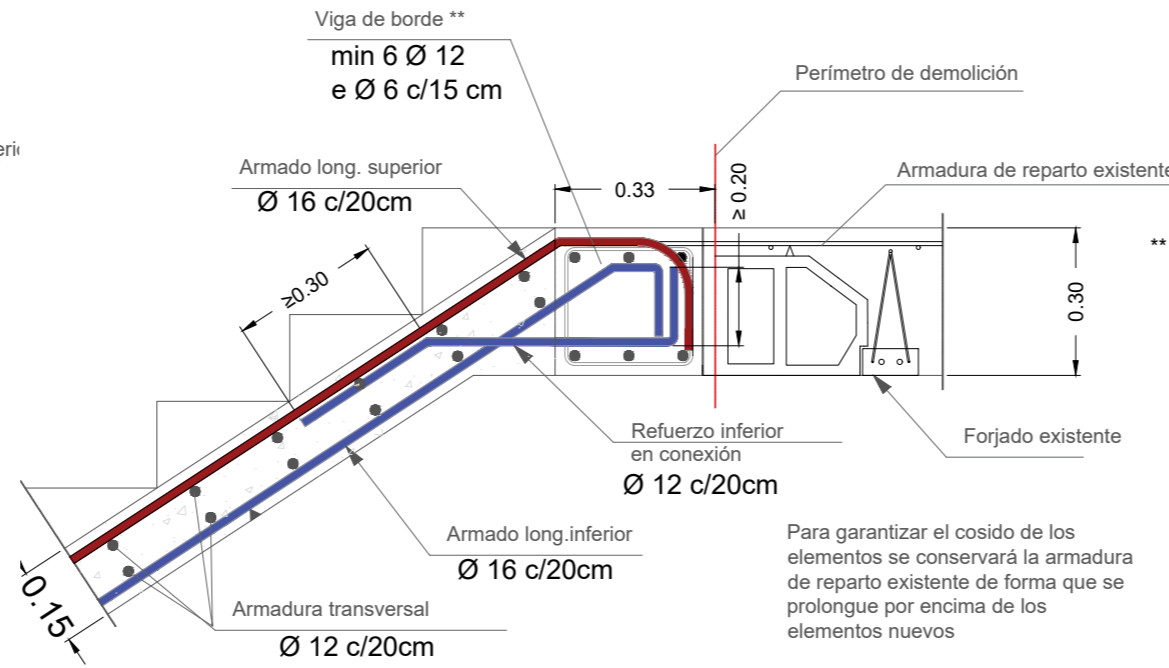 Viga de borde **
min 6 Ø 12
e Ø 6 c/15 cm
Perímetro de demolición
Armado long. superior
Ø 16 c/20cm
0.33
≥ 0.20
Armadura de reparto existente
**
≥0.30
0.30
Refuerzo inferior
en conexión
Ø 12 c/20cm
Forjado existente
Armado long.inferior
Ø 16 c/20cm
Para garantizar el cosido de los
elementos se conservará la armadura
de reparto existente de forma que se
prolongue por encima de los
elementos nuevos
0.15
Armadura transversal
Ø 12 c/20cm